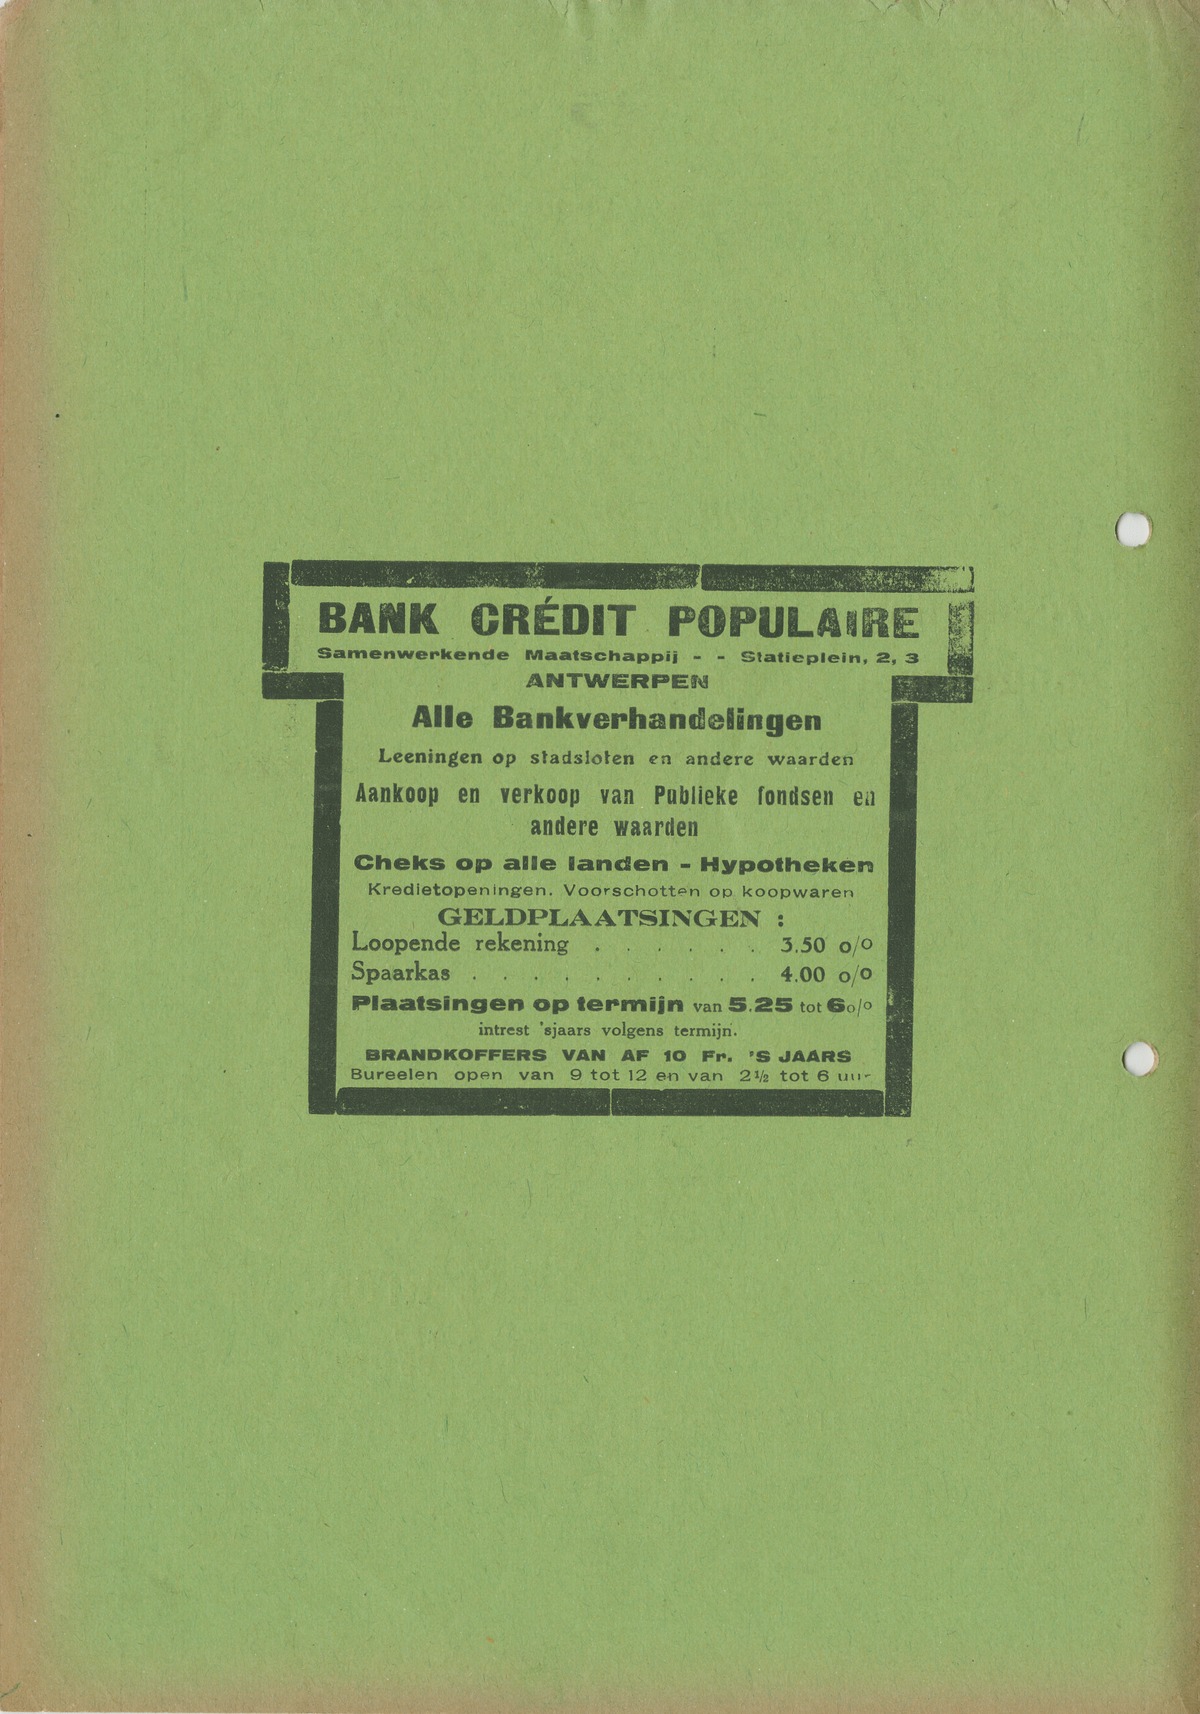 BANK CRÉDIT POPULAIRE
Samenwerkende Maatschappij - - Statieplein, 2, 3
ANTWERPEN
Alle Bankverhandelingen
Leeningen op stadsloten en andere waarden
Aankoop en verkoop van Publieke fondsen en
andere waarden
Cheks op alle landen - Hypotheken
Kredietopeningen. Voorschotten op koopwaren
GELDPLAATSINGEN :
Loopende rekening . . . . . . 3.50 o/o
Spaarkas . . . . . . . . . . 4.00 o/o
Plaatsingen op termijn van 5.25 tot 6 o/o
intrest 'sjaars volgens termijn.
BRANDKOFFERS VAN AF 10 Fr. 'S JAARS
Bureelen open van 9 tot 12 en van 2½ tot 6 uur